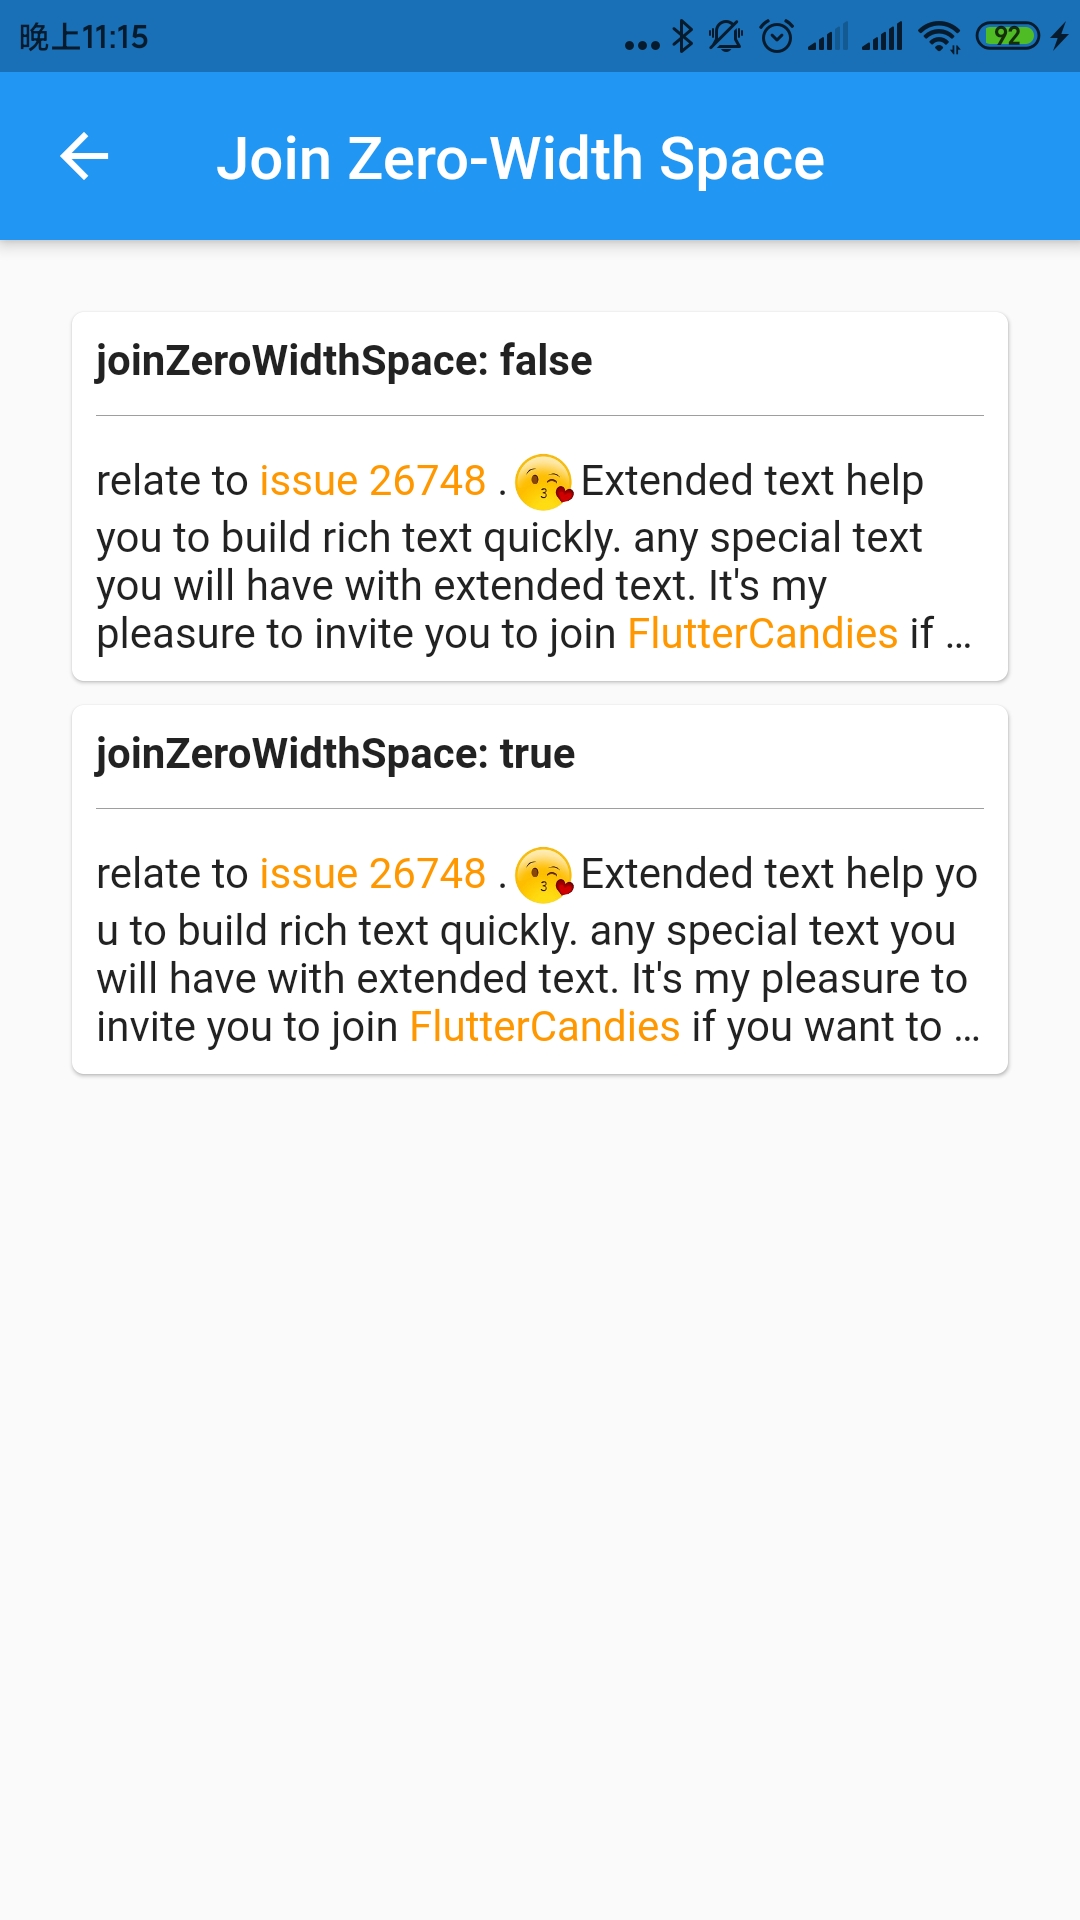 晚上11:15
92
Join Zero-Width Space
joinZeroWidthSpace: false
relate to issue 26748 . Extended text help
you to build rich text quickly. any special text
you will have with extended text. It's my
pleasure to invite you to join FlutterCandies if ...
joinZeroWidthSpace: true
relate to issue 26748 . Extended text help yo
u to build rich text quickly. any special text you
will have with extended text. It's my pleasure to
invite you to join FlutterCandies if you want to ...